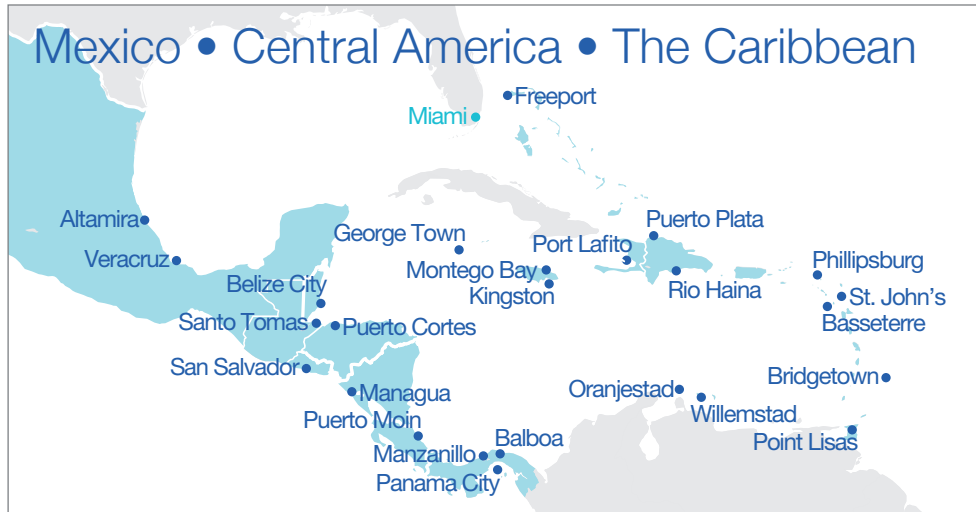 Mexico • Central America • The Caribbean
Freeport
Miami
Altamira
Puerto Plata
George Town
Port Lafito
Veracruz
Montego Bay
Phillipsburg
Belize City
Kingston
Rio Haina
St. John's
Santo Tomas
Puerto Cortes
Basseterre
San Salvador
Bridgetown
Managua
Oranjestad
Willemstad
Puerto Moin
Balboa
Point Lisas
Manzanillo
Panama City